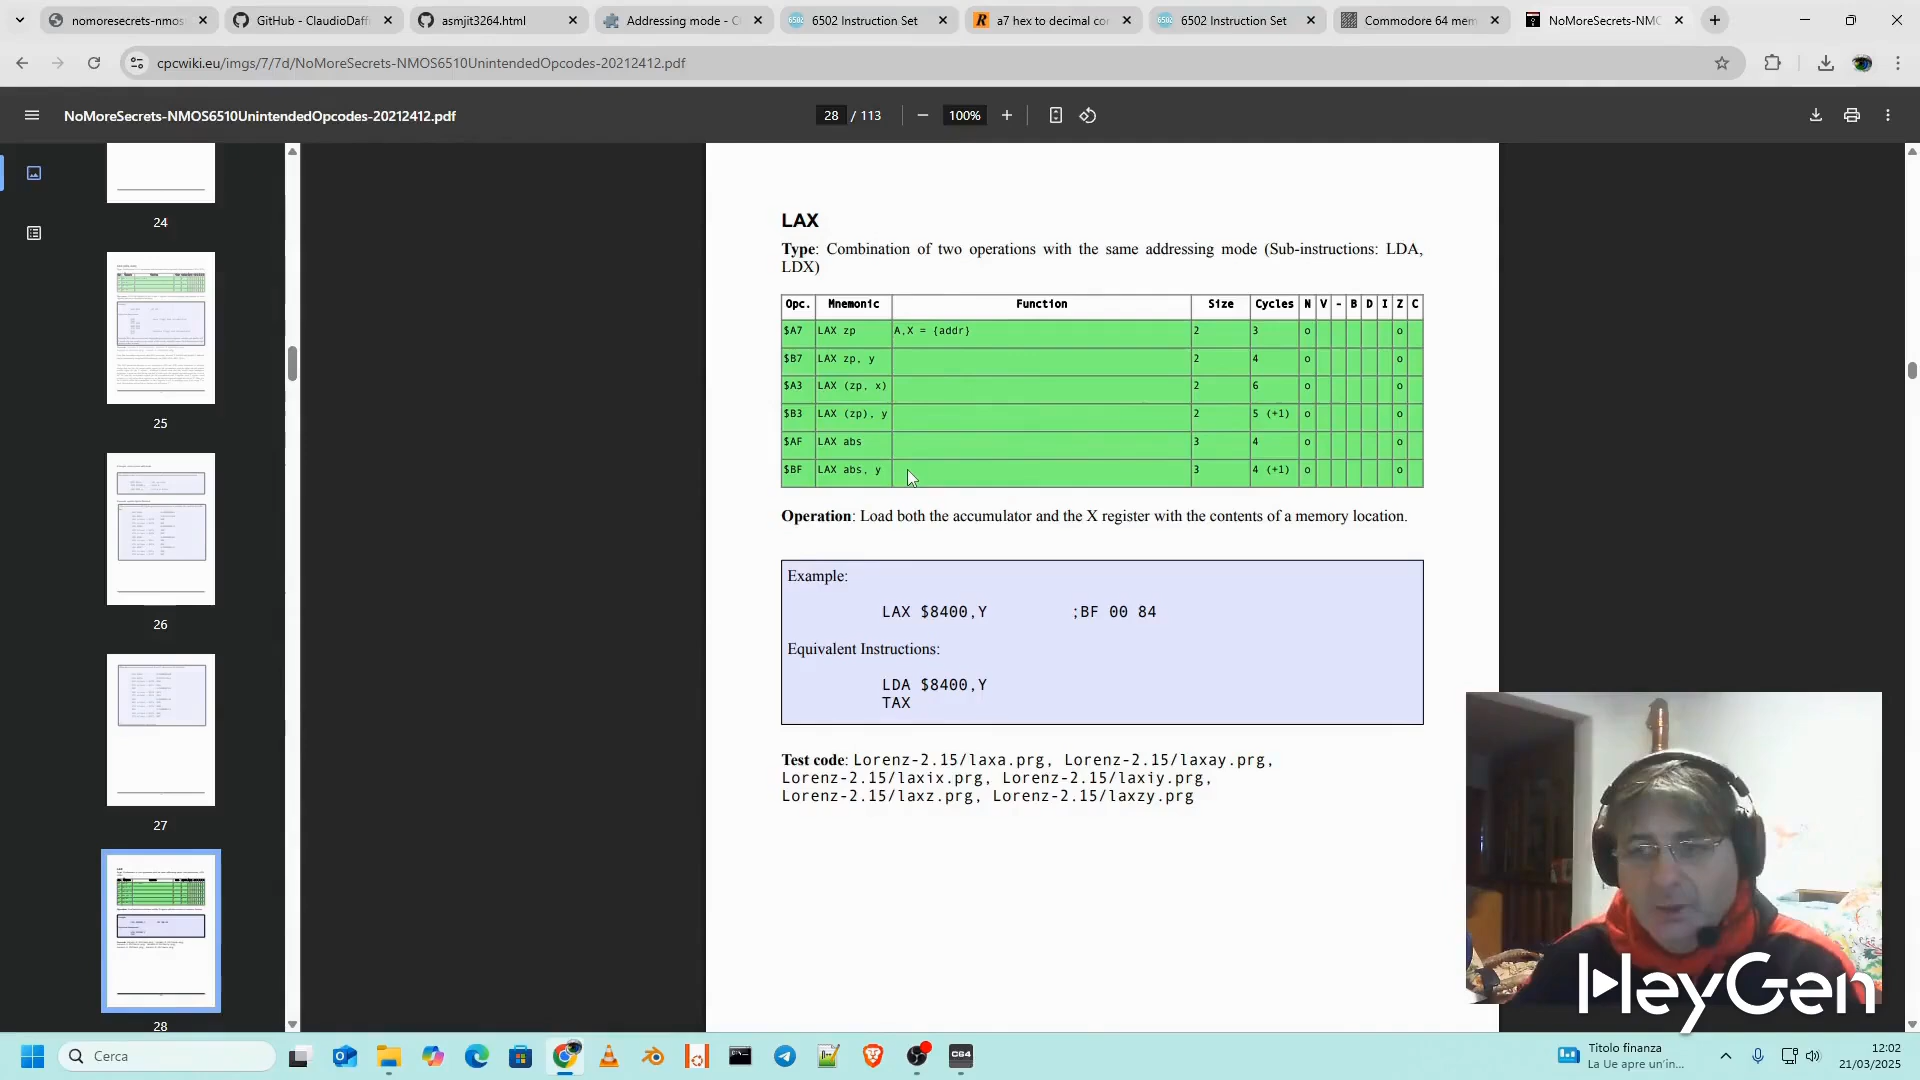 nomoresecrets-nmos
GitHub - ClaudioDaff
asmjit3264.html
Addressing mode - C
6502 Instruction Set
a7 hex to decimal co
6502 Instruction Set
Commodore 64 mem
NoMoreSecrets-NMO
cpcwiki.eu/imgs/7/7d/NoMoreSecrets-NMOS6510UnintendedOpcodes-20212412.pdf
NoMoreSecrets-NMOS6510UnintendedOpcodes-20212412.pdf
28 / 113
100%
24
25
26
27
28
LAX
Type: Combination of two operations with the same addressing mode (Sub-instructions: LDA,
LDX)
Opc. Mnemonic Function Size Cycles N V - B D I Z C
$A7 LAX zp A,X = {addr} 2 3 o o
$B7 LAX zp, y 2 4 o o
$A3 LAX (zp, x) 2 6 o o
$B3 LAX (zp), y 2 5 (+1) o o
$AF LAX abs 3 4 o o
$BF LAX abs, y 3 4 (+1) o o
Operation: Load both the accumulator and the X register with the contents of a memory location.
Example:
LAX $8400,Y ;BF 00 84
Equivalent Instructions:
LDA $8400,Y
TAX
Test code: Lorenz-2.15/laxa.prg, Lorenz-2.15/laxay.prg,
Lorenz-2.15/laxix.prg, Lorenz-2.15/laxiy.prg,
Lorenz-2.15/laxz.prg, Lorenz-2.15/laxzy.prg
HeyGen
Cerca
C64
Titolo finanza
La Ue apre un'in...
12:02
21/03/2025